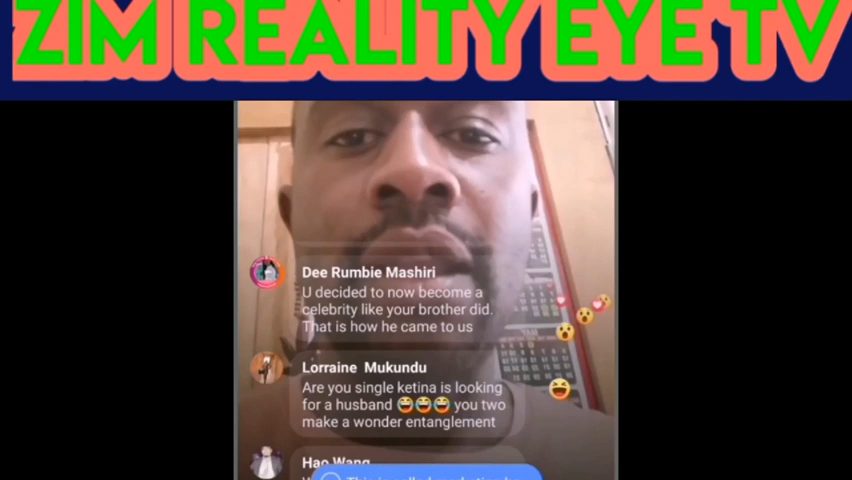 ZIM REALITY EYE TV
Dee Rumbie Mashiri
U decided to now become a
celebrity like your brother did.
That is how he came to us
Lorraine Mukundu
Are you single ketina is looking
for a husband 😂😂😂 you two
make a wonder entanglement
Hao Wang